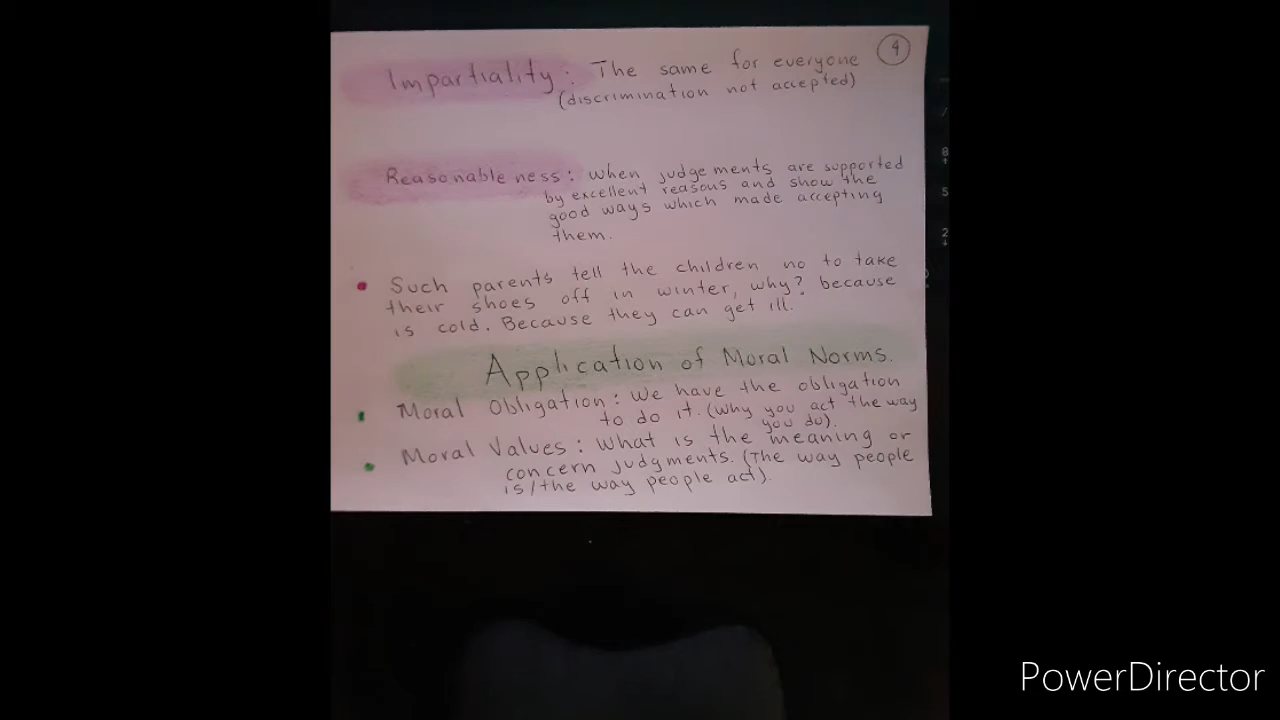 4
Impartiality: The same for everyone
(discrimination not accepted)
Reasonableness: when judgements are supported
by excellent reasons and show the
good ways which made accepting
them.
Such parents tell the children no to take
their shoes off in winter, why? because
is cold. Because they can get ill.
Application of Moral Norms.
Moral Obligation: we have the obligation
to do it. (why you act the way
you do).
Moral Values: what is the meaning or
concern judgments. (The way people
is/the way people act).
PowerDirector